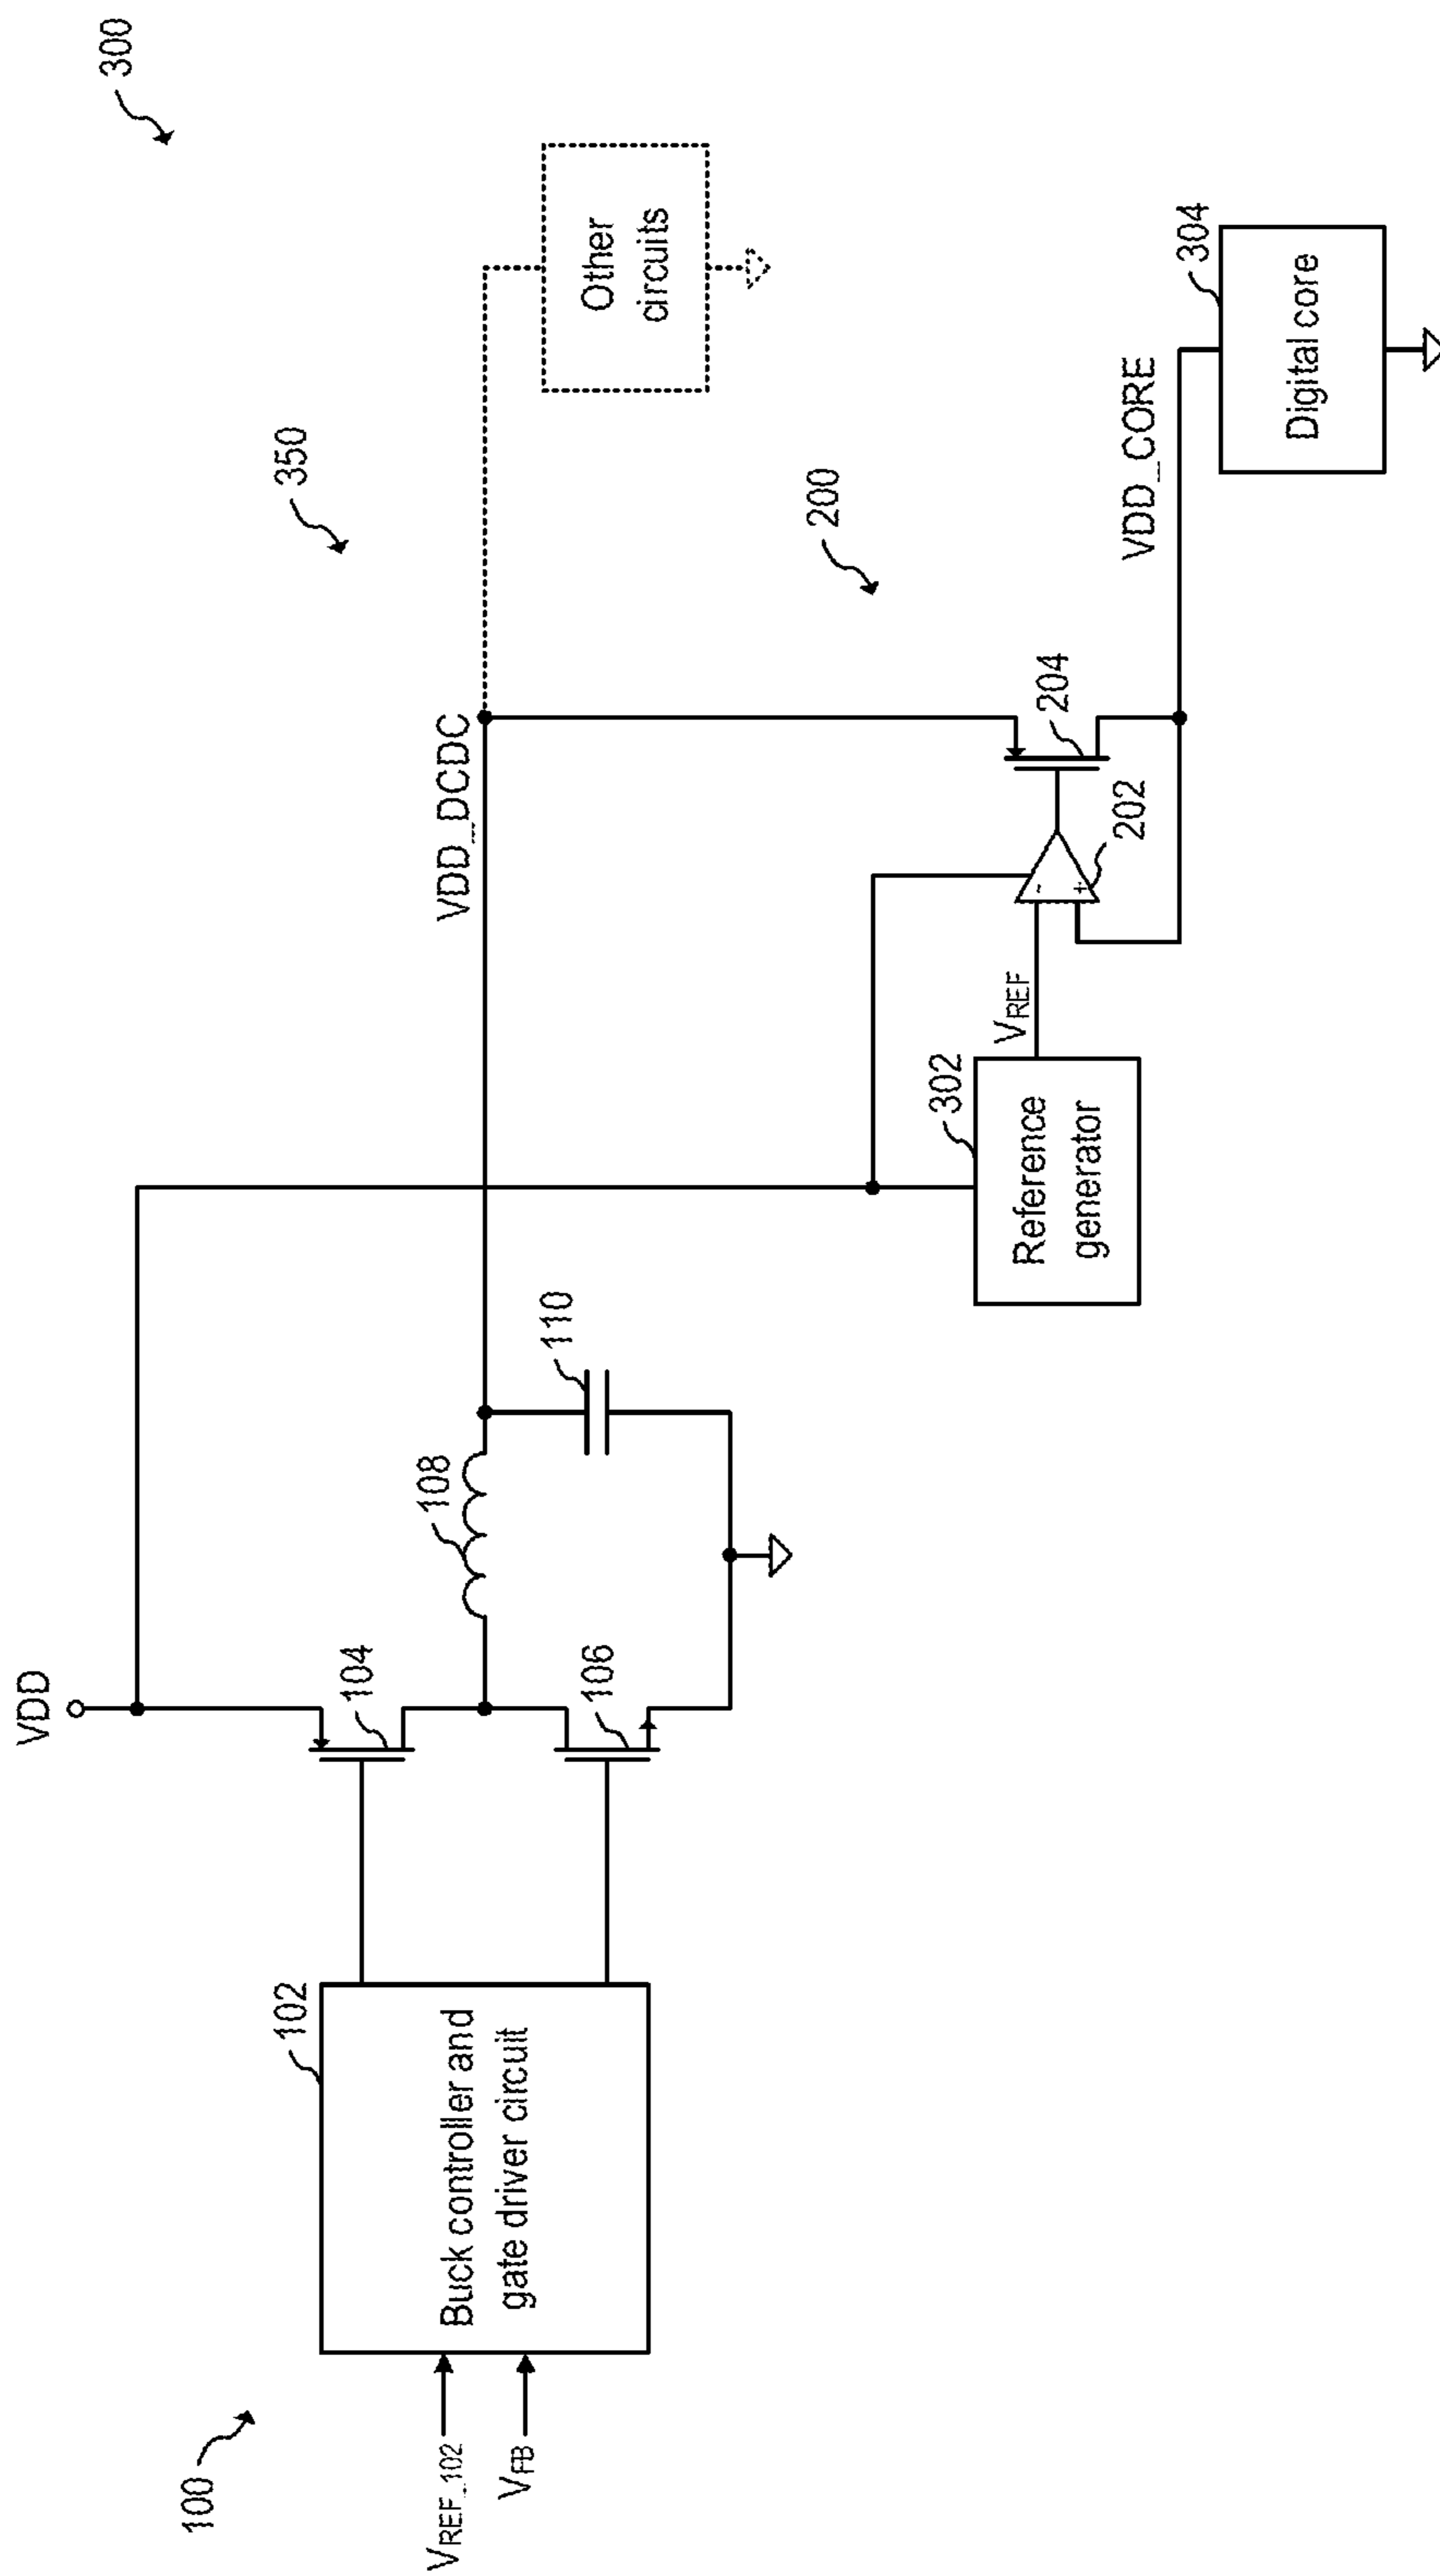 300
350
100
VDD
102
104
108
VDD_DCDC
Other
circuits
Buck controller and
gate driver circuit
VREF_102
VFB
106
110
200
302
VREF
204
VDD_CORE
304
Reference
generator
-
+
202
Digital core